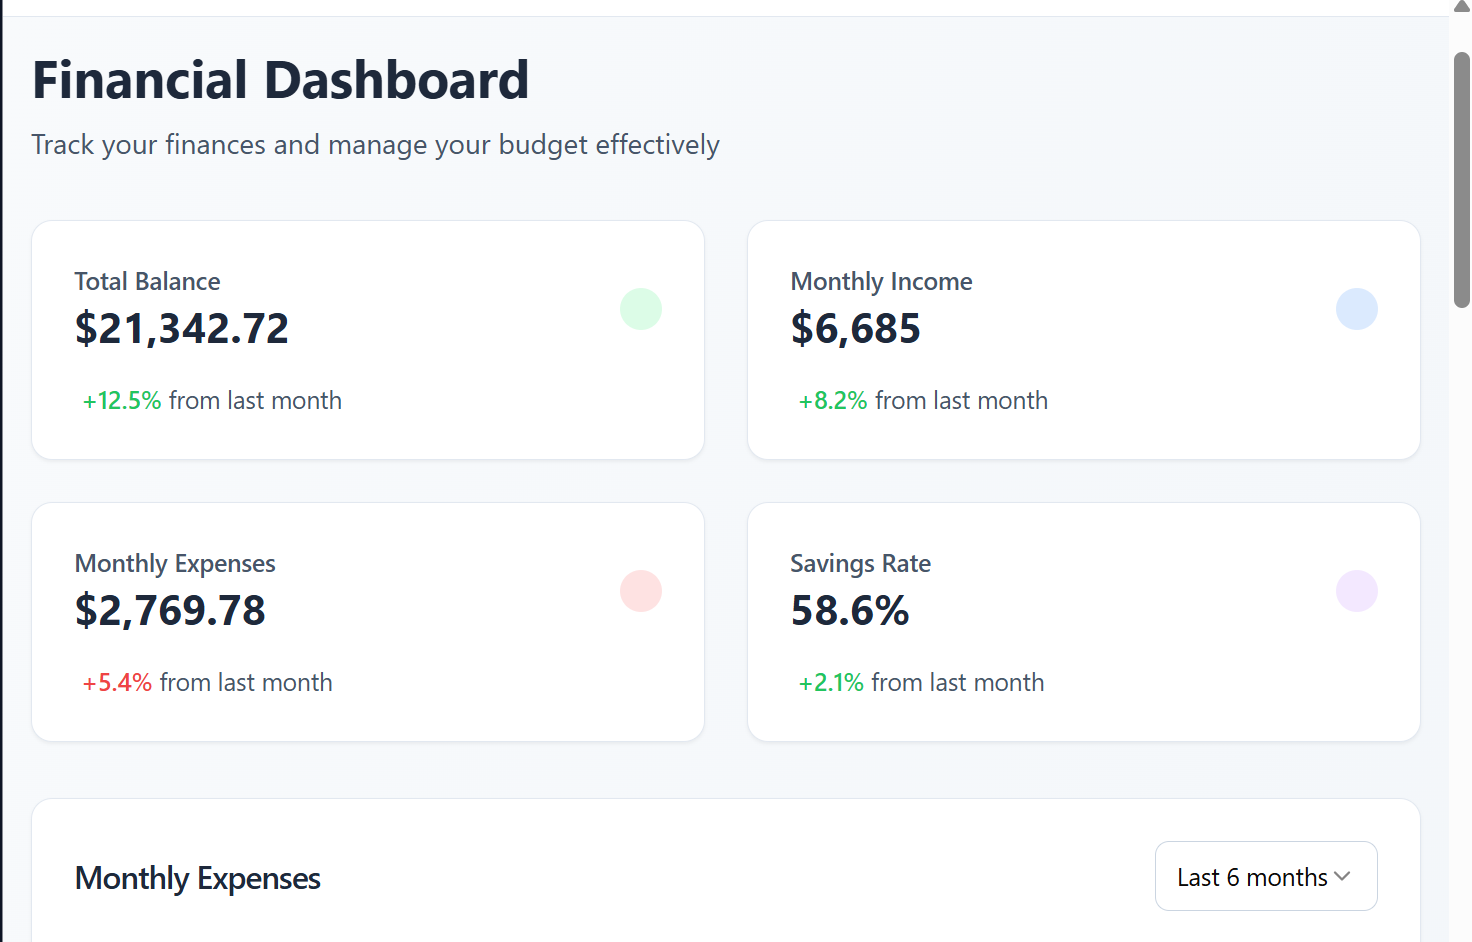 Financial Dashboard
Track your finances and manage your budget effectively
Total Balance
$21,342.72
+12.5% from last month
Monthly Income
$6,685
+8.2% from last month
Monthly Expenses
$2,769.78
+5.4% from last month
Savings Rate
58.6%
+2.1% from last month
Monthly Expenses
Last 6 months